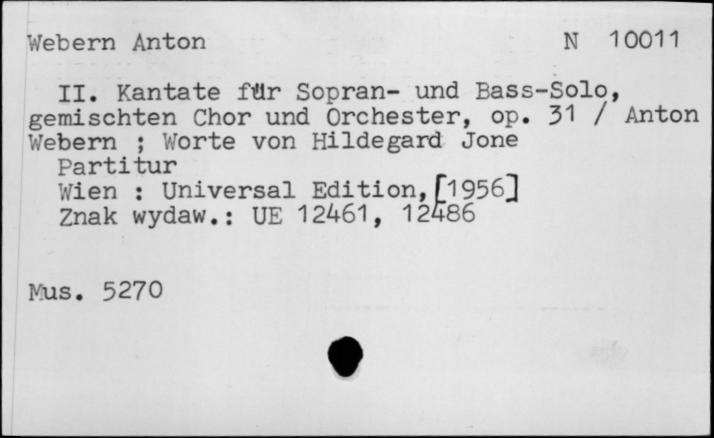 Webern Anton N 10011
II. Kantate für Sopran- und Bass-Solo,
gemischten Chor und Orchester, op. 31 / Anton
Webern ; Worte von Hildegard Jone
Partitur
Wien : Universal Edition,[1956]
Znak wydaw.: UE 12461, 12486
Mus. 5270